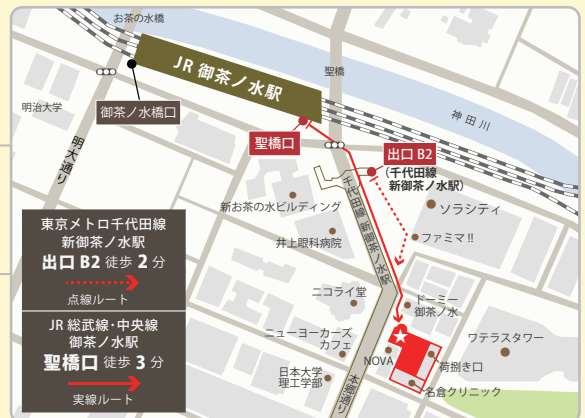 お茶の水橋
JR 御茶ノ水駅
聖橋
明治大学
御茶ノ水橋口
神田川
明大通り
聖橋口
出口 B2
(千代田線
新御茶ノ水駅)
新お茶の水ビルディング
千代田線 新御茶ノ水駅
ソラシティ
井上眼科病院
ファミマ!!
東京メトロ千代田線
新御茶ノ水駅
出口 B2 徒歩 2 分
点線ルート
JR 総武線・中央線
御茶ノ水駅
聖橋口 徒歩 3 分
実線ルート
ニコライ堂
ドーミー
御茶ノ水
ニューヨーカーズ
カフェ
ワテラスタワー
NOVA
荷捌き口
日本大学
理工学部
本郷通り
名倉クリニック